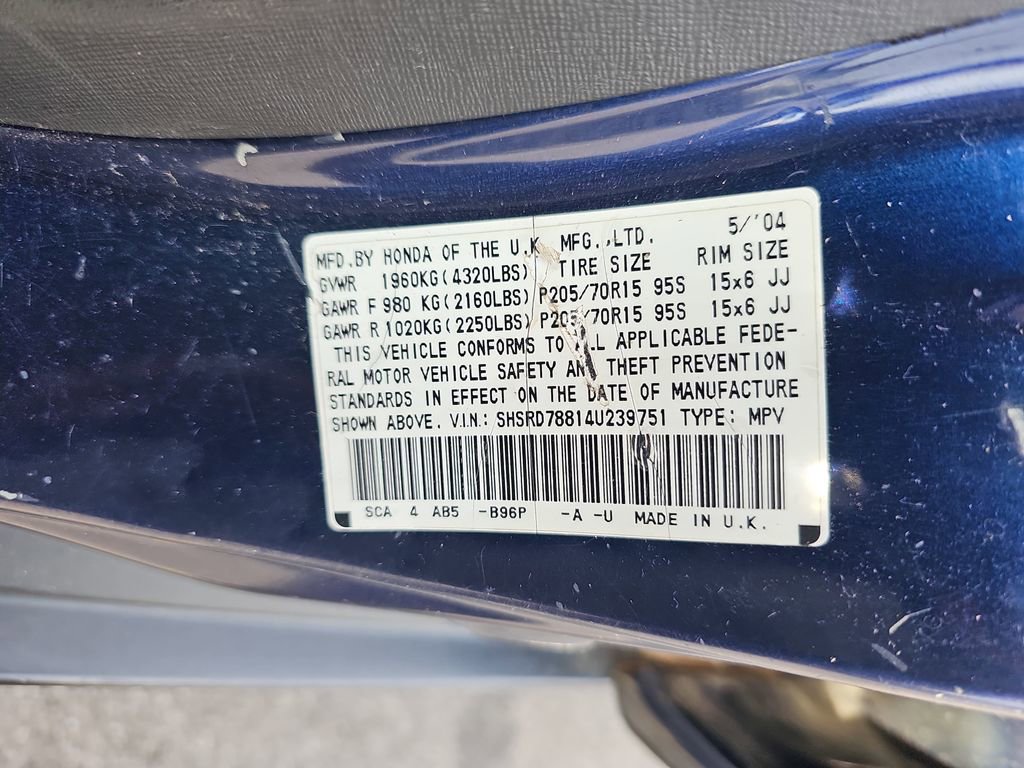 5/'04
MFD.BY HONDA OF THE U.K. MFG.,LTD.
GVWR 1960KG(4320LBS) TIRE SIZE RIM SIZE
GAWR F 980 KG(2160LBS) P205/70R15 95S 15x6 JJ
GAWR R 1020KG(2250LBS) P205/70R15 95S 15x6 JJ
THIS VEHICLE CONFORMS TO ALL APPLICABLE FEDE-
RAL MOTOR VEHICLE SAFETY AND THEFT PREVENTION
STANDARDS IN EFFECT ON THE DATE OF MANUFACTURE
SHOWN ABOVE. V.I.N.: SHSRD78814U239751 TYPE: MPV
SCA 4 AB5 -B96P -A -U MADE IN U.K.